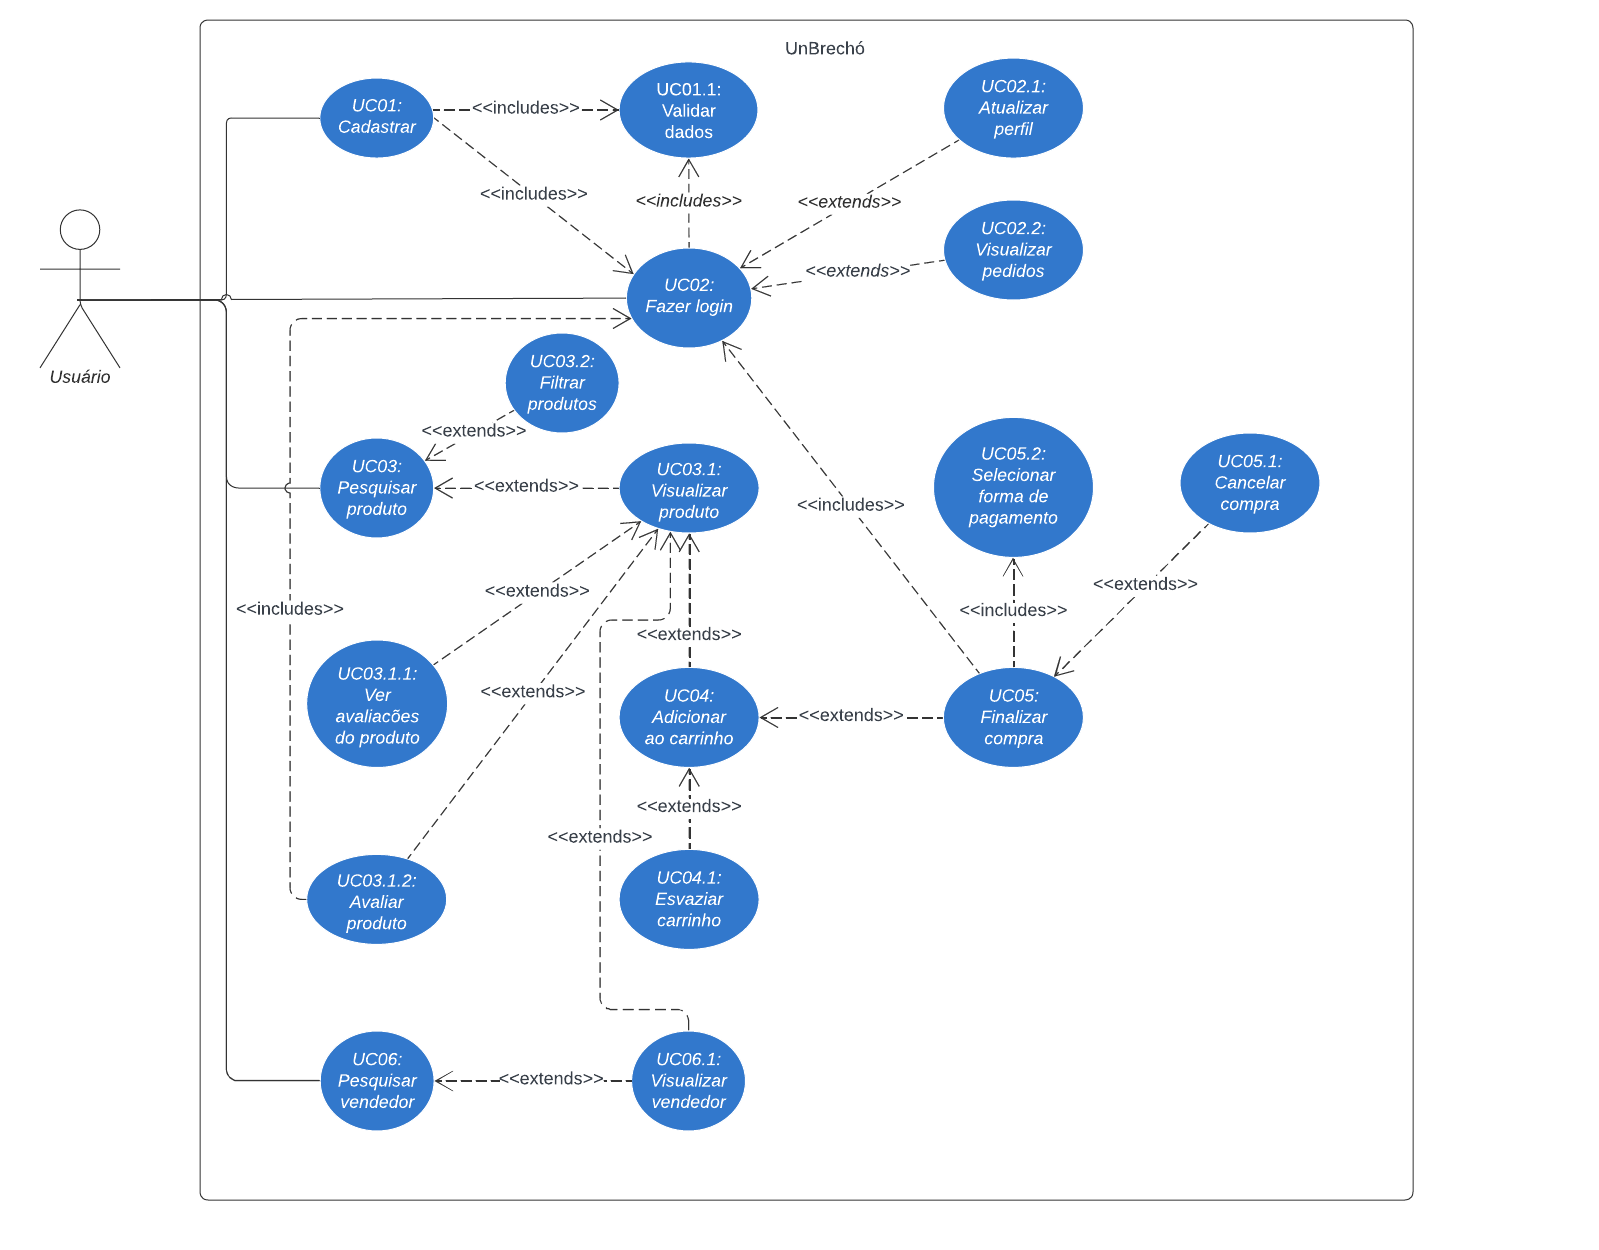 UnBrechó
UC01:
Cadastrar
<<includes>>
UC01.1:
Validar
dados
UC02.1:
Atualizar
perfil
<<includes>>
<<includes>>
<<extends>>
UC02.2:
Visualizar
pedidos
<<extends>>
UC02:
Fazer login
Usuário
UC03.2:
Filtrar
produtos
<<extends>>
UC03:
Pesquisar
produto
<<extends>>
UC03.1:
Visualizar
produto
<<includes>>
UC05.2:
Selecionar
forma de
pagamento
UC05.1:
Cancelar
compra
<<extends>>
<<includes>>
<<extends>>
<<includes>>
<<extends>>
UC03.1.1:
Ver
avaliacões
do produto
<<extends>>
UC04:
Adicionar
ao carrinho
<<extends>>
UC05:
Finalizar
compra
<<extends>>
<<extends>>
UC03.1.2:
Avaliar
produto
UC04.1:
Esvaziar
carrinho
UC06:
Pesquisar
vendedor
<<extends>>
UC06.1:
Visualizar
vendedor